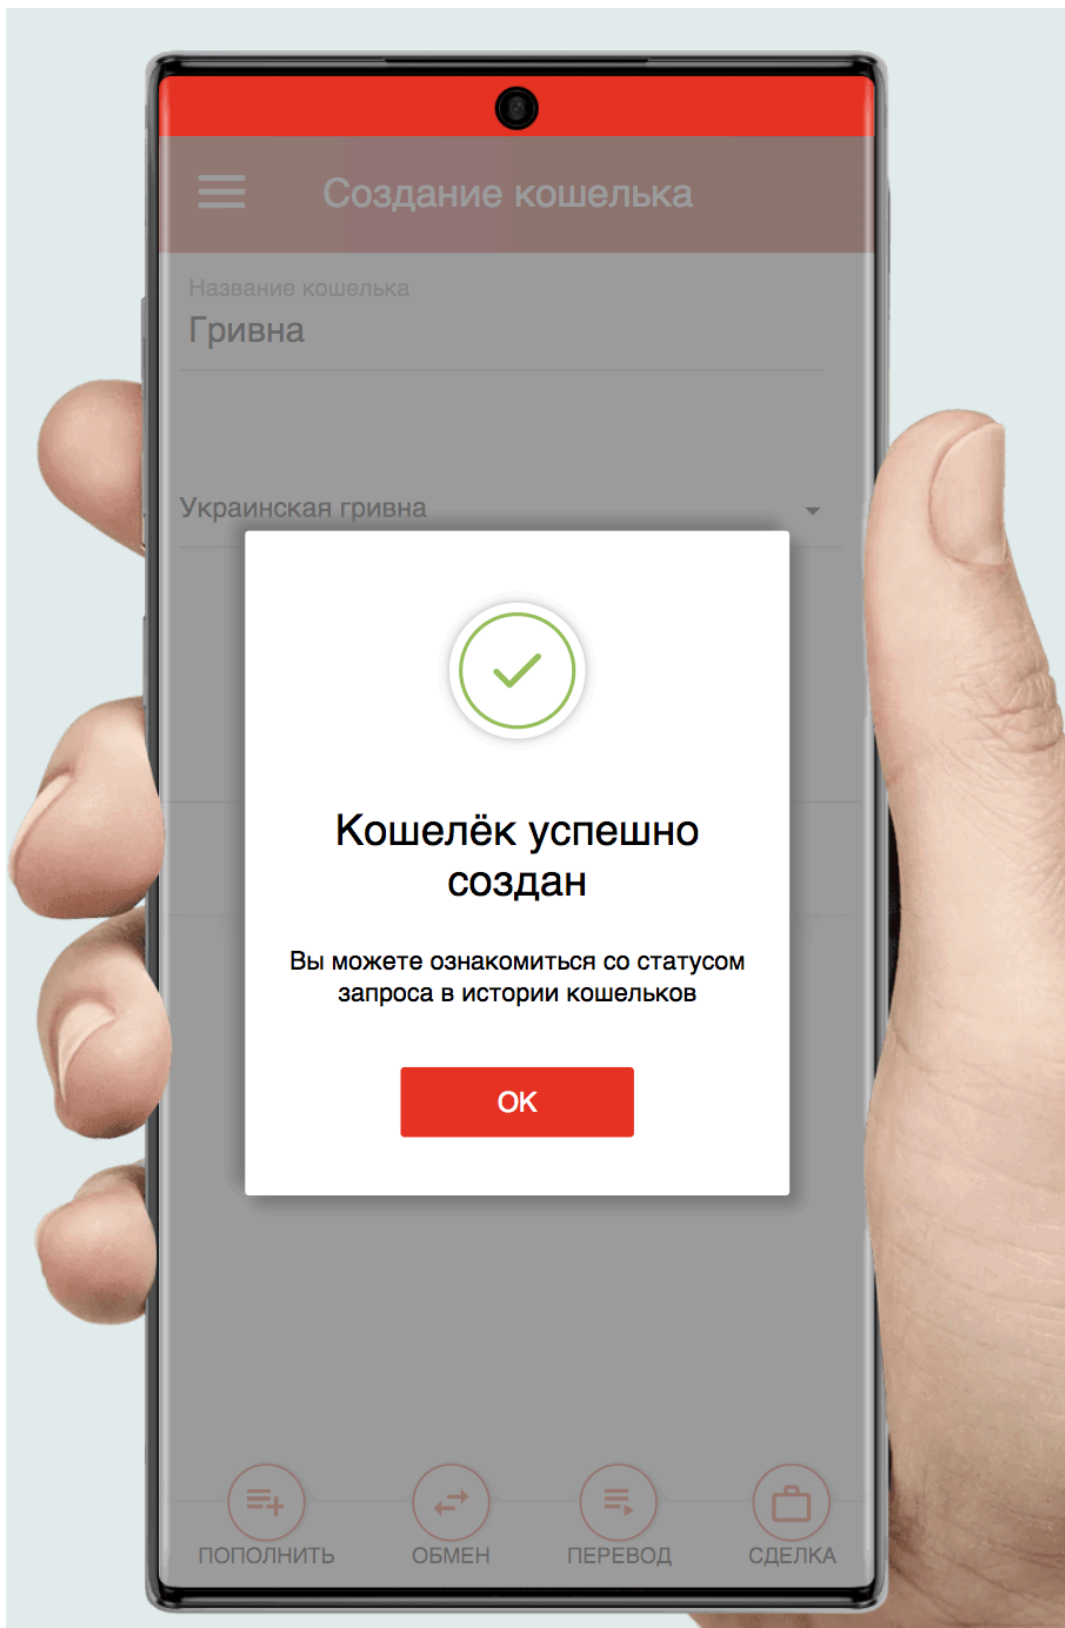 Создание кошелька
Название кошелька
Гривна
Украинская гривна
Кошелёк успешно
создан
Вы можете ознакомиться со статусом
запроса в истории кошельков
ОК
ПОПОЛНИТЬ ОБМЕН ПЕРЕВОД СДЕЛКА